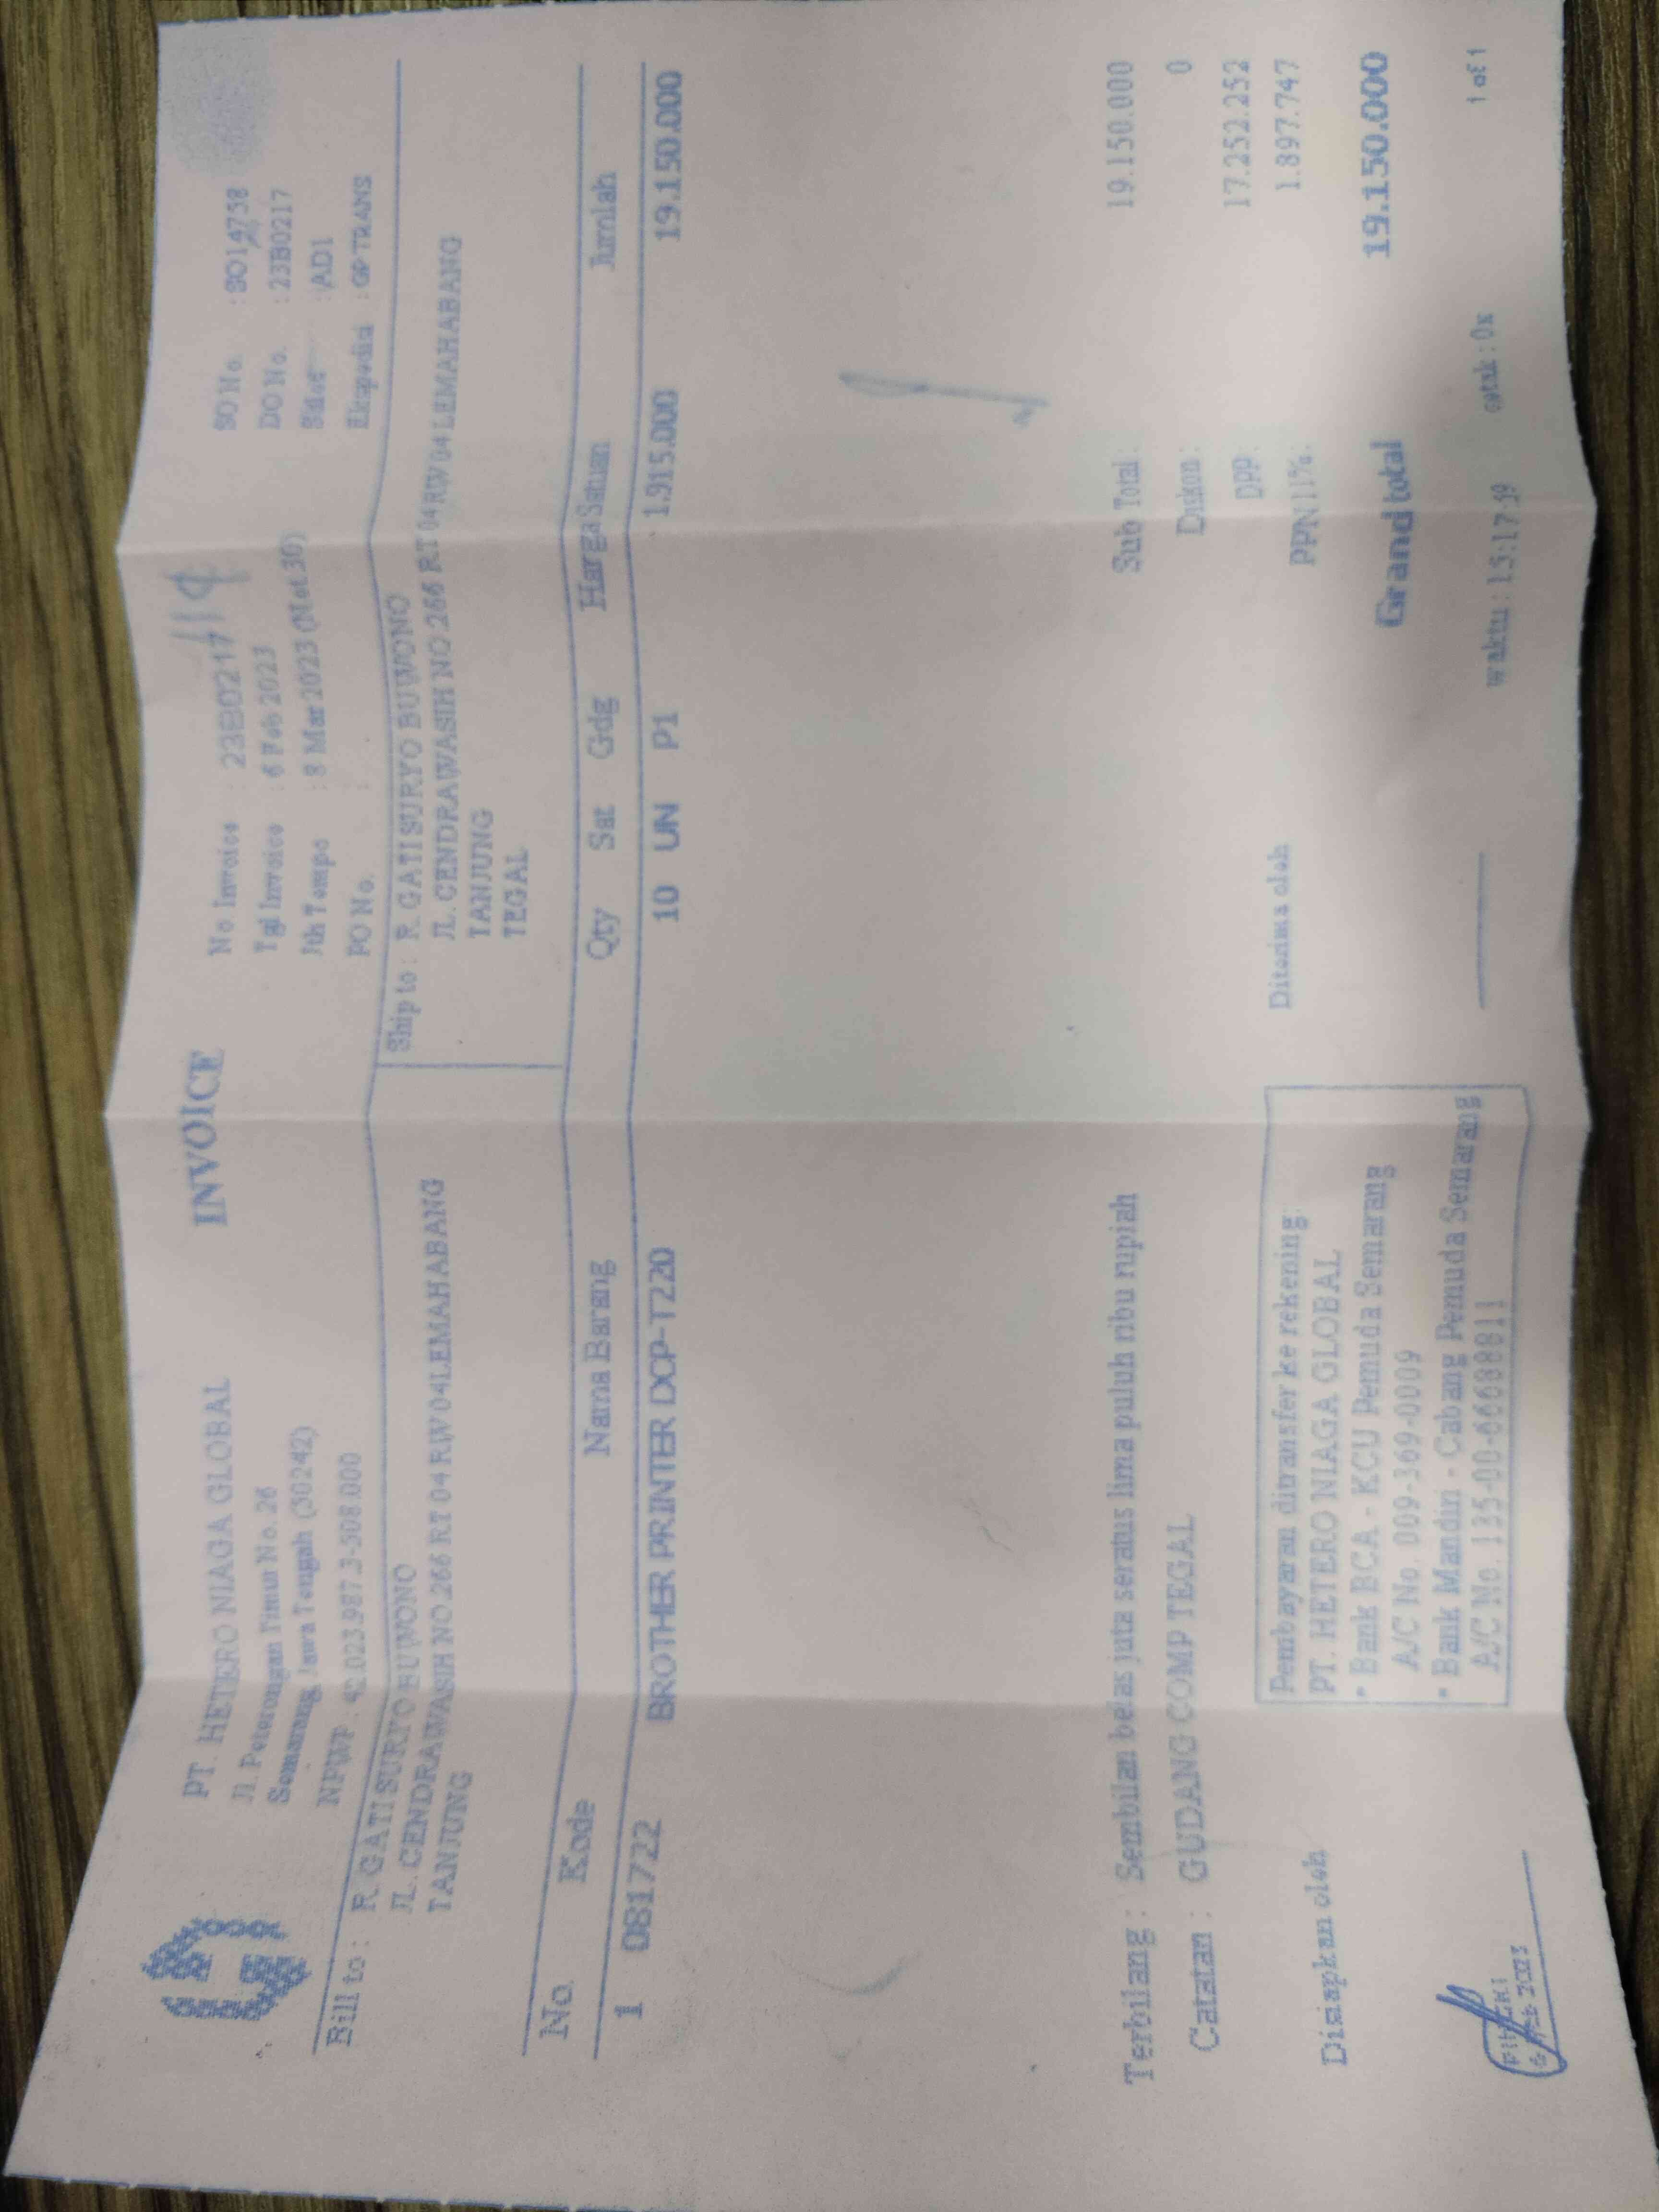 PT. HETERO NIAGA GLOBAL
Jl. Peterongan Timur No. 26
Semarang, Jawa Tengah (50242)
NPWP : 42.023.987.3-508.000
INVOICE
No Invoice : 23B0217
Tgl Invoice : 6 Feb 2023
Jth Tempo : 8 Mar 2023 (Net 30)
PO No. :
SO No. : SO14758
DO No. : 23B0217
Sales : AD1
Ekspedisi : GP TRANS
Bill to : R. GATI SURYO BUWONO
JL. CENDRAWASIH NO.266 RT 04 RW 04 LEMAHABANG
TANJUNG
Ship to : R. GATI SURYO BUWONO
JL. CENDRAWASIH NO.266 RT 04 RW 04 LEMAHABANG
TANJUNG
TEGAL
No. Kode Nama Barang Qty Sat Gdg Harga Satuan Jumlah
1 081722 BROTHER PRINTER DCP-T220 10 UN P1 1.915.000 19.150.000
Terbilang : Sembilan belas juta seratus lima puluh ribu rupiah
Catatan : GUDANG COMP TEGAL
Sub Total : 19.150.000
Diskon : 0
DPP : 17.252.252
PPN 11% : 1.897.747
Grand total 19.150.000
Disiapkan oleh
Pembayaran ditransfer ke rekening:
PT. HETERO NIAGA GLOBAL
* Bank BCA - KCU Pemuda Semarang
A/C No. 009-369-0009
* Bank Mandiri - Cabang Pemuda Semarang
A/C No. 135-00-6668881 1
Diterima oleh
6 Feb 2023
waktu : 15:17:39 cetak : 0x 1 of 1